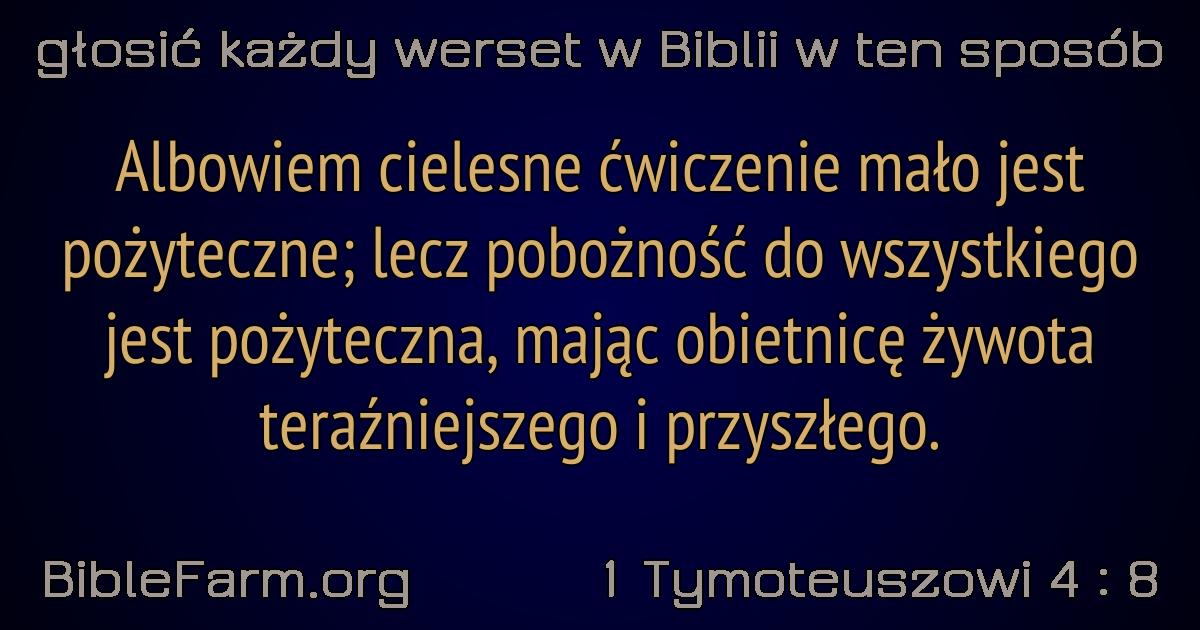 głosić każdy werset w Biblii w ten sposób
Albowiem cielesne ćwiczenie mało jest
pożyteczne; lecz pobożność do wszystkiego
jest pożyteczna, mając obietnicę żywota
teraźniejszego i przyszłego.
BibleFarm.org
1 Tymoteuszowi 4 : 8